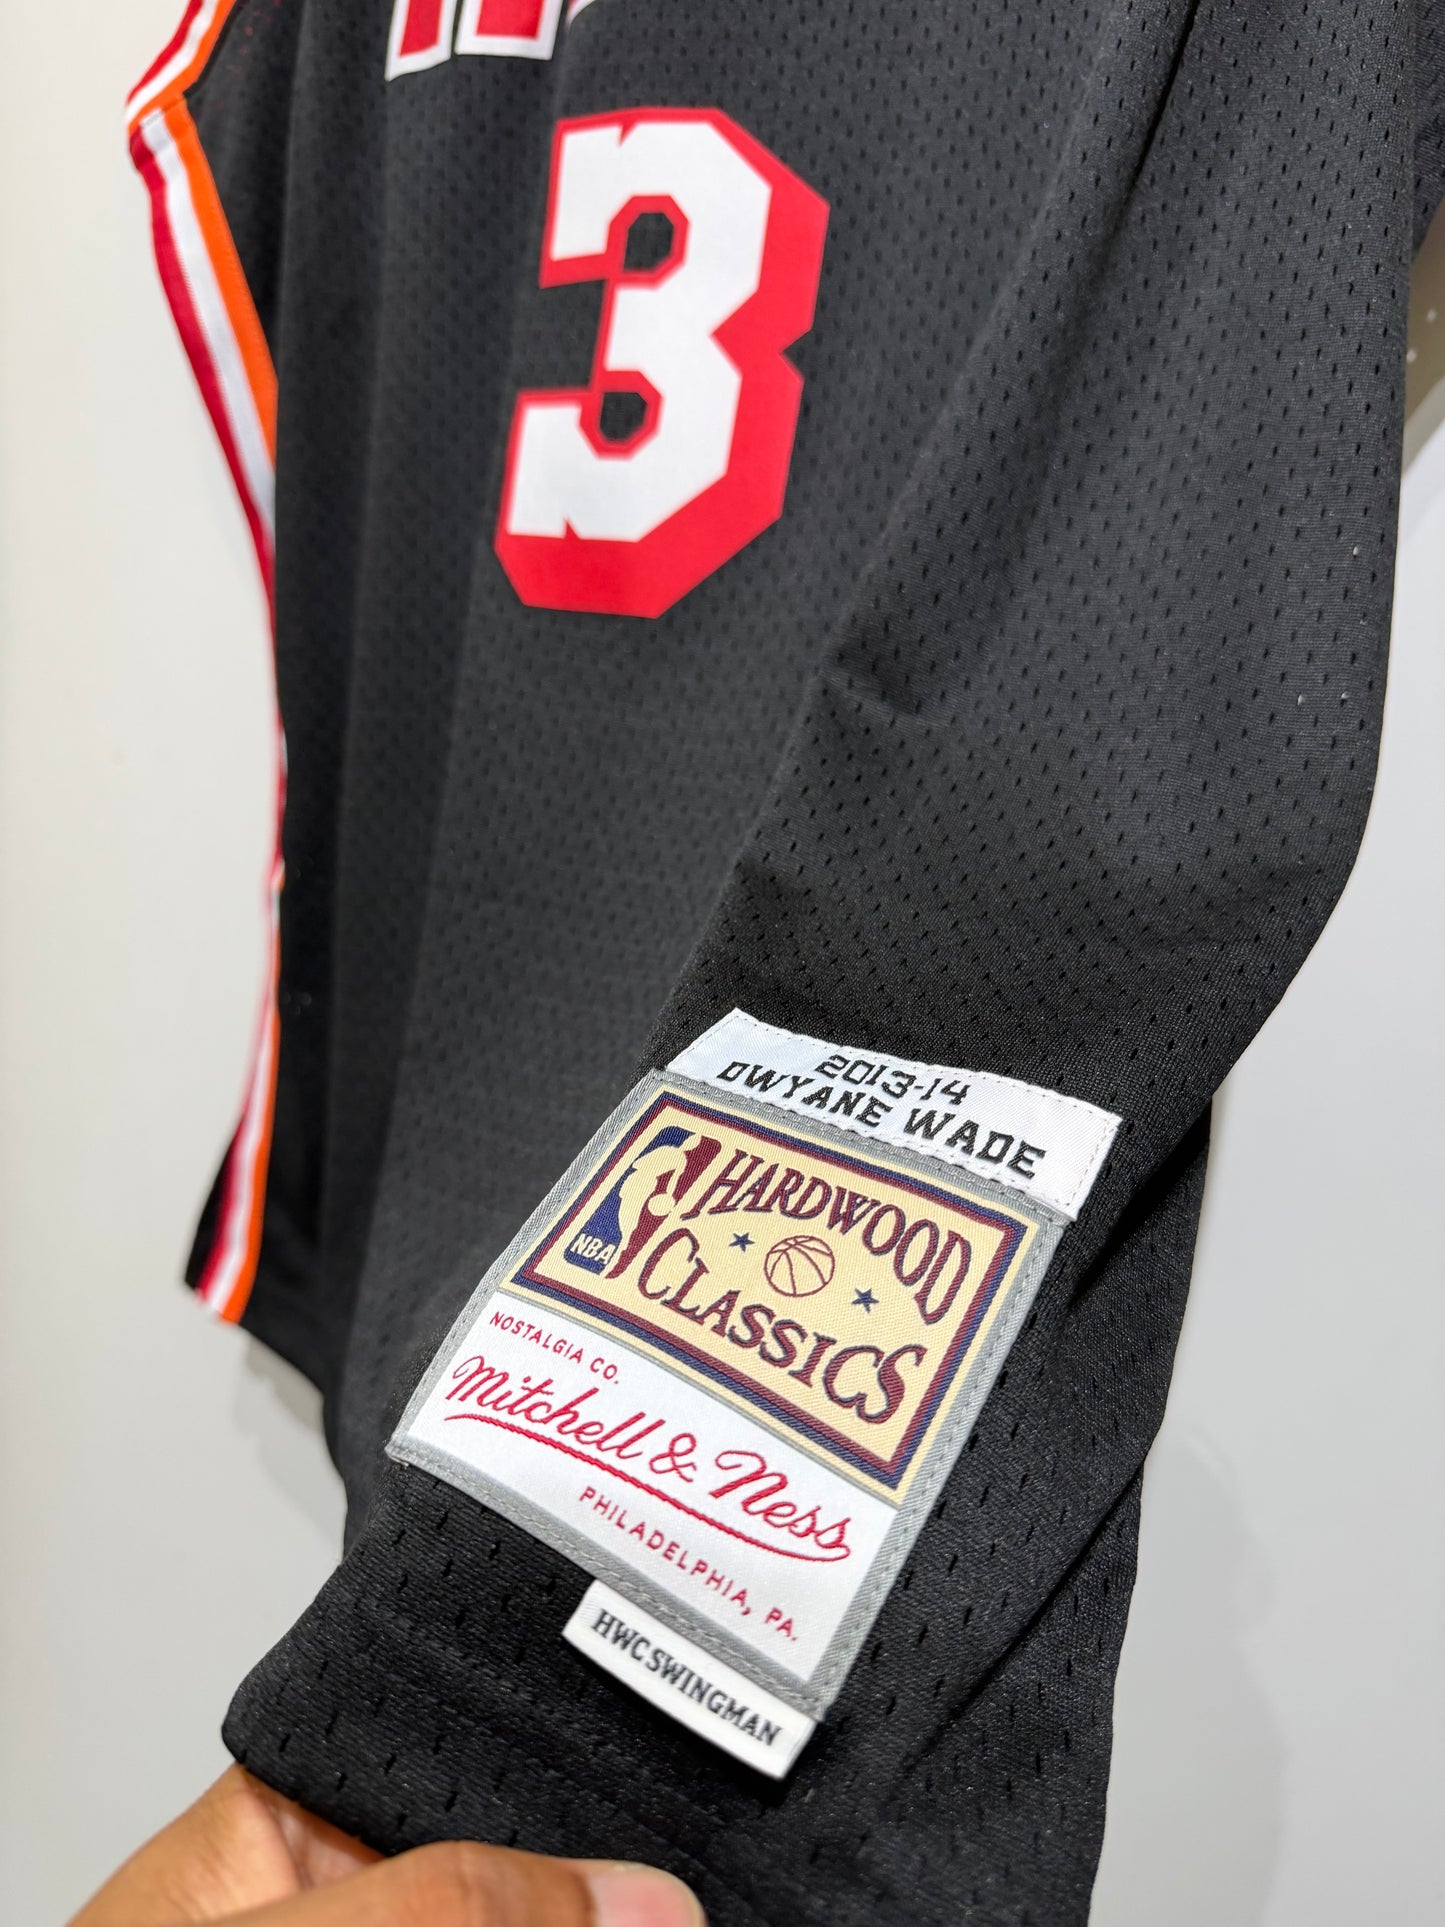 3
2013-14
DWYANE WADE
HARDWOOD
CLASSICS
NBA
NOSTALGIA CO.
Mitchell & Ness
PHILADELPHIA, PA.
HWC SWINGMAN